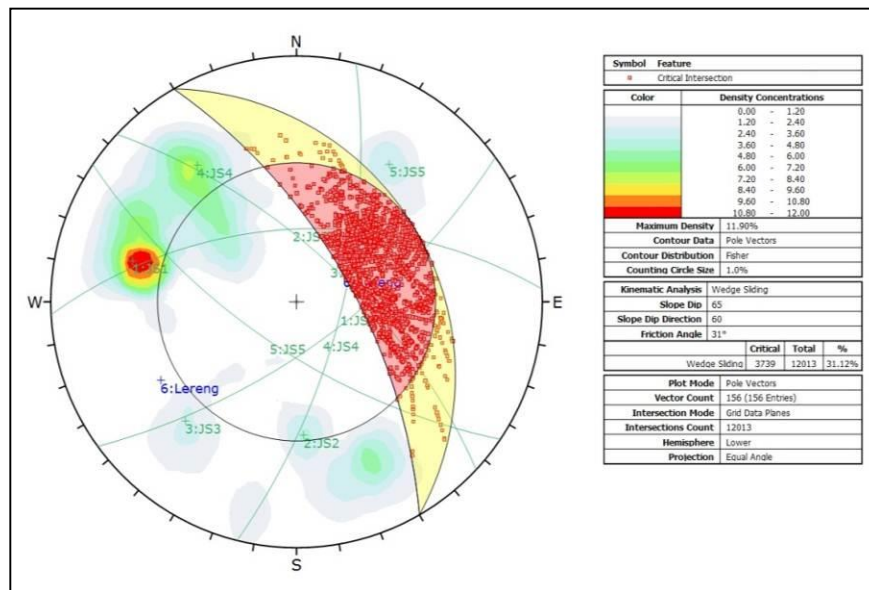 N
W
E
S
4:JS4
5:JS5
1:JS1
2:JS
3:
6:Lereng
1:JS
4:JS4
5:JS5
6:Lereng
3:JS3
2:JS2
Symbol Feature
Critical Intersection
Color Density Concentrations
0.00 - 1.20
1.20 - 2.40
2.40 - 3.60
3.60 - 4.80
4.80 - 6.00
6.00 - 7.20
7.20 - 8.40
8.40 - 9.60
9.60 - 10.80
10.80 - 12.00
Maximum Density 11.90%
Contour Data Pole Vectors
Contour Distribution Fisher
Counting Circle Size 1.0%
Kinematic Analysis Wedge Sliding
Slope Dip 65
Slope Dip Direction 60
Friction Angle 31°
Critical Total %
Wedge Sliding 3739 12013 31.12%
Plot Mode Pole Vectors
Vector Count 156 (156 Entries)
Intersection Mode Grid Data Planes
Intersections Count 12013
Hemisphere Lower
Projection Equal Angle